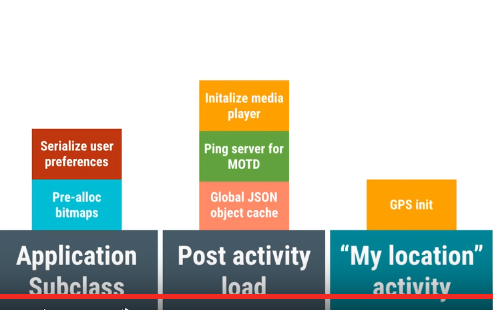 Serialize user
preferences
Pre-alloc
bitmaps
Application
Subclass
Initalize media
player
Ping server for
MOTD
Global JSON
object cache
Post activity
load
GPS init
“My location”
activity